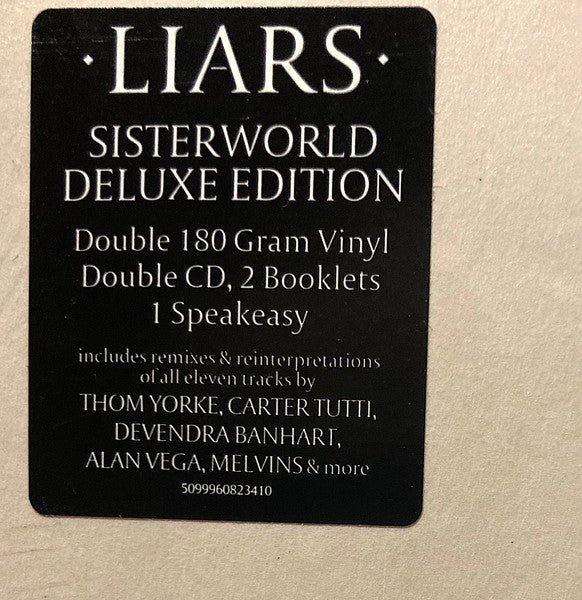 · LIARS ·
SISTERWORLD
DELUXE EDITION
Double 180 Gram Vinyl
Double CD, 2 Booklets
1 Speakeasy
includes remixes & reinterpretations
of all eleven tracks by
THOM YORKE, CARTER TUTTI,
DEVENDRA BANHART,
ALAN VEGA, MELVINS & more
5099960823410